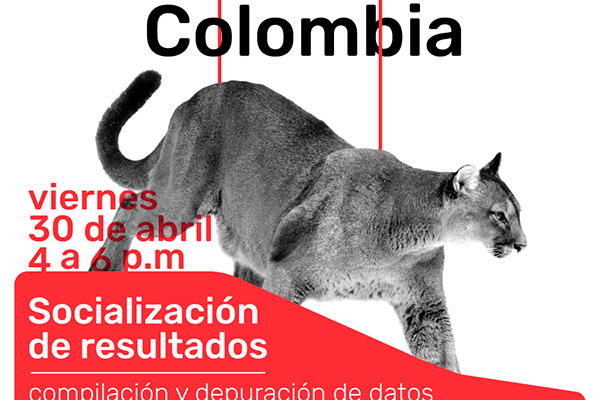 Colombia
viernes
30 de abril
4 a 6 p.m
Socialización
de resultados
compilación y depuración de datos